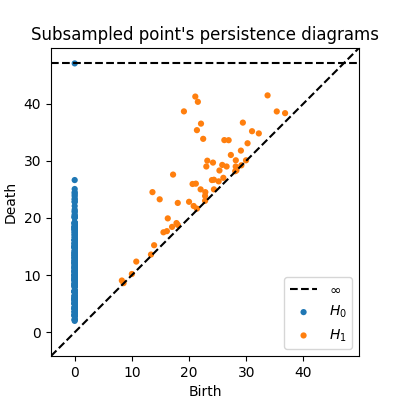 Subsampled point's persistence diagrams
Death
40
30
20
10
0
0
10
20
30
40
Birth
∞
H₀
H₁